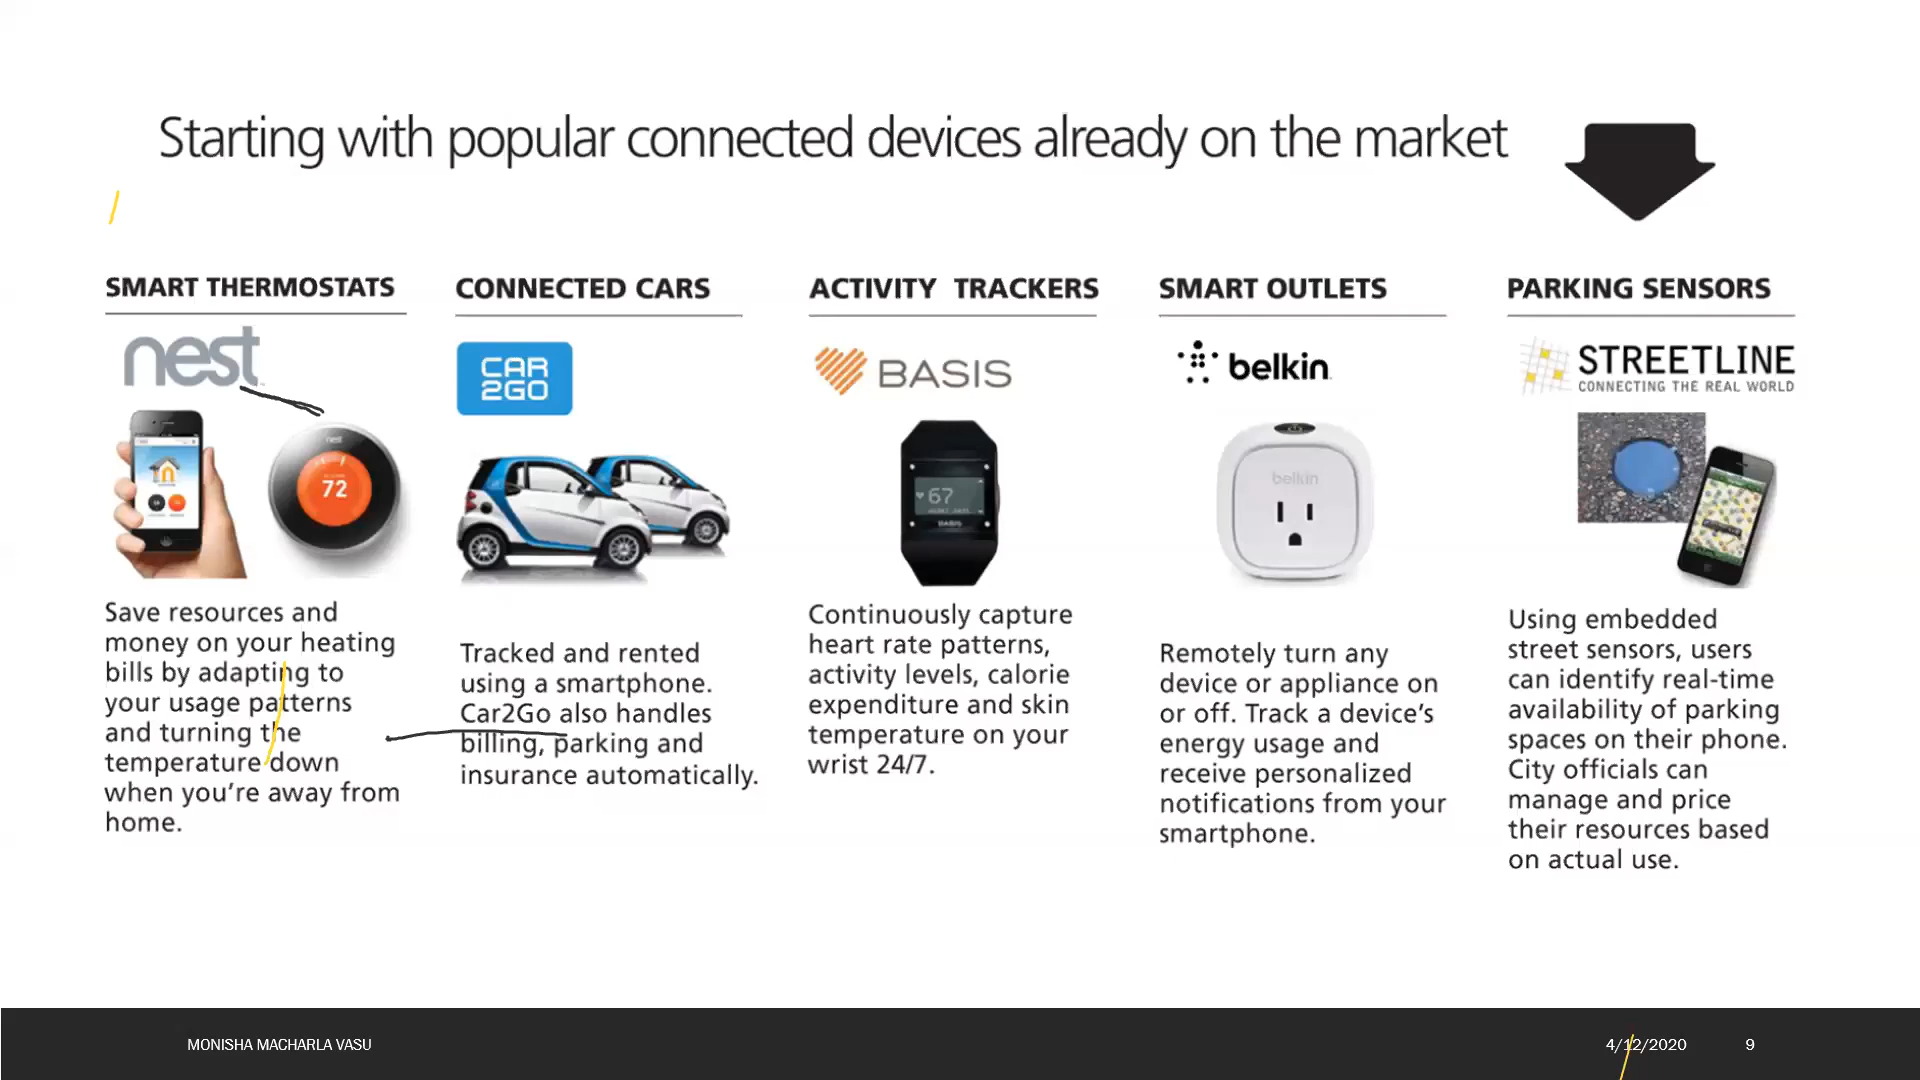 Starting with popular connected devices already on the market
SMART THERMOSTATS
nest
nest
72
Save resources and
money on your heating
bills by adapting to
your usage patterns
and turning the
temperature down
when you're away from
home.
CONNECTED CARS
CAR
2GO
Tracked and rented
using a smartphone.
Car2Go also handles
billing, parking and
insurance automatically.
ACTIVITY TRACKERS
BASIS
67
BASIS
Continuously capture
heart rate patterns,
activity levels, calorie
expenditure and skin
temperature on your
wrist 24/7.
SMART OUTLETS
belkin
belkin
Remotely turn any
device or appliance on
or off. Track a device's
energy usage and
receive personalized
notifications from your
smartphone.
PARKING SENSORS
STREETLINE
CONNECTING THE REAL WORLD
Using embedded
street sensors, users
can identify real-time
availability of parking
spaces on their phone.
City officials can
manage and price
their resources based
on actual use.
MONISHA MACHARLA VASU
4/12/2020
9